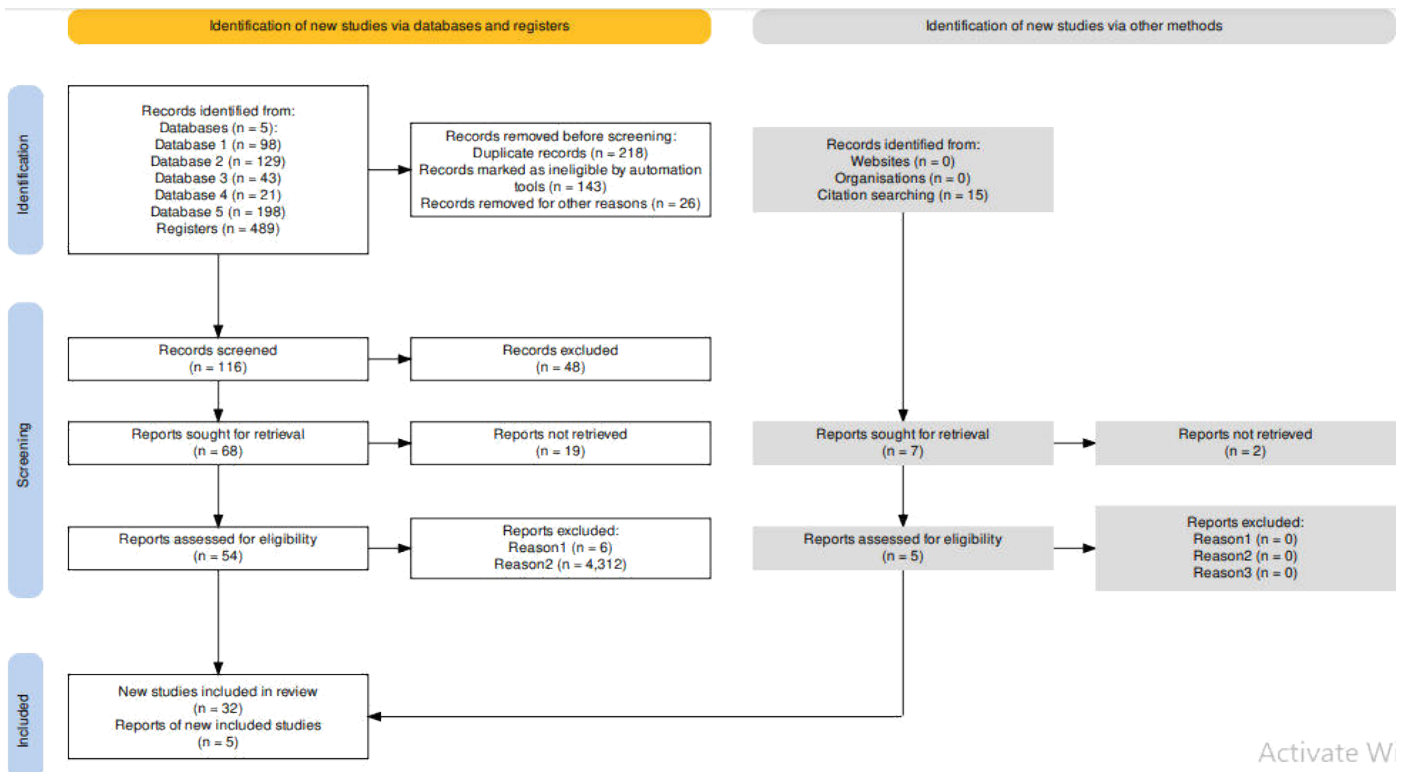 Identification of new studies via databases and registers
Identification of new studies via other methods
Identification
Records identified from:
Databases (n = 5):
Database 1 (n = 98)
Database 2 (n = 129)
Database 3 (n = 43)
Database 4 (n = 21)
Database 5 (n = 198)
Registers (n = 489)
Records removed before screening:
Duplicate records (n = 218)
Records marked as ineligible by automation
tools (n = 143)
Records removed for other reasons (n = 26)
Records identified from:
Websites (n = 0)
Organisations (n = 0)
Citation searching (n = 15)
Screening
Records screened
(n = 116)
Records excluded
(n = 48)
Reports sought for retrieval
(n = 68)
Reports not retrieved
(n = 19)
Reports sought for retrieval
(n = 7)
Reports not retrieved
(n = 2)
Reports assessed for eligibility
(n = 54)
Reports excluded:
Reason1 (n = 6)
Reason2 (n = 4,312)
Reports assessed for eligibility
(n = 5)
Reports excluded:
Reason1 (n = 0)
Reason2 (n = 0)
Reason3 (n = 0)
Included
New studies included in review
(n = 32)
Reports of new included studies
(n = 5)
Activate Wi